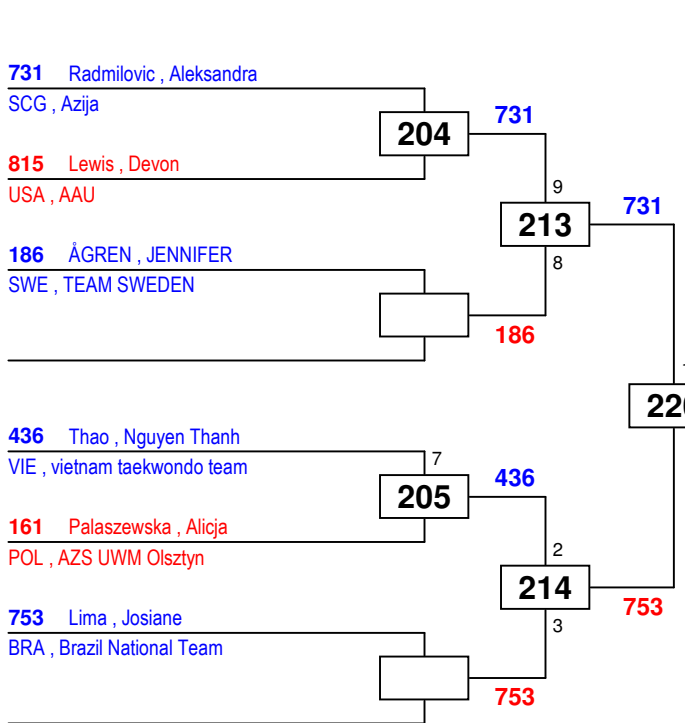 731 Radmilovic , Aleksandra
SCG , Azija
204
731
815 Lewis , Devon
USA , AAU
9
213
731
8
186 ÅGREN , JENNIFER
SWE , TEAM SWEDEN
186
220
436 Thao , Nguyen Thanh
VIE , vietnam taekwondo team
7
205
436
161 Palaszewska , Alicja
POL , AZS UWM Olsztyn
2
214
753
3
753 Lima , Josiane
BRA , Brazil National Team
753